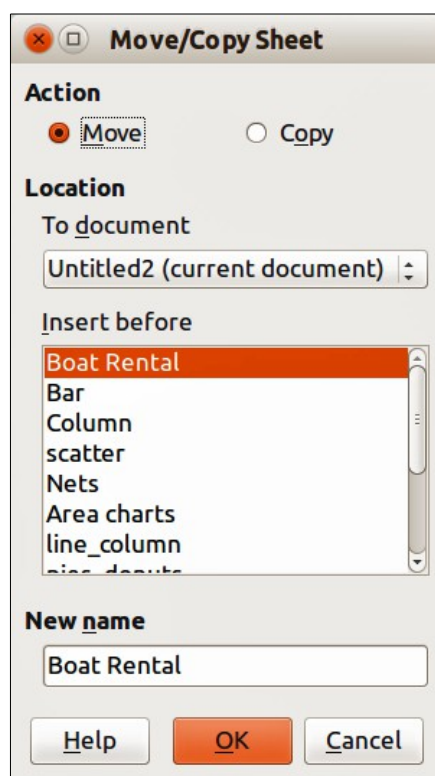 Move/Copy Sheet
Action
Move Copy
Location
To document
Untitled2 (current document)
Insert before
Boat Rental
Bar
Column
scatter
Nets
Area charts
line_column
New name
Boat Rental
Help OK Cancel